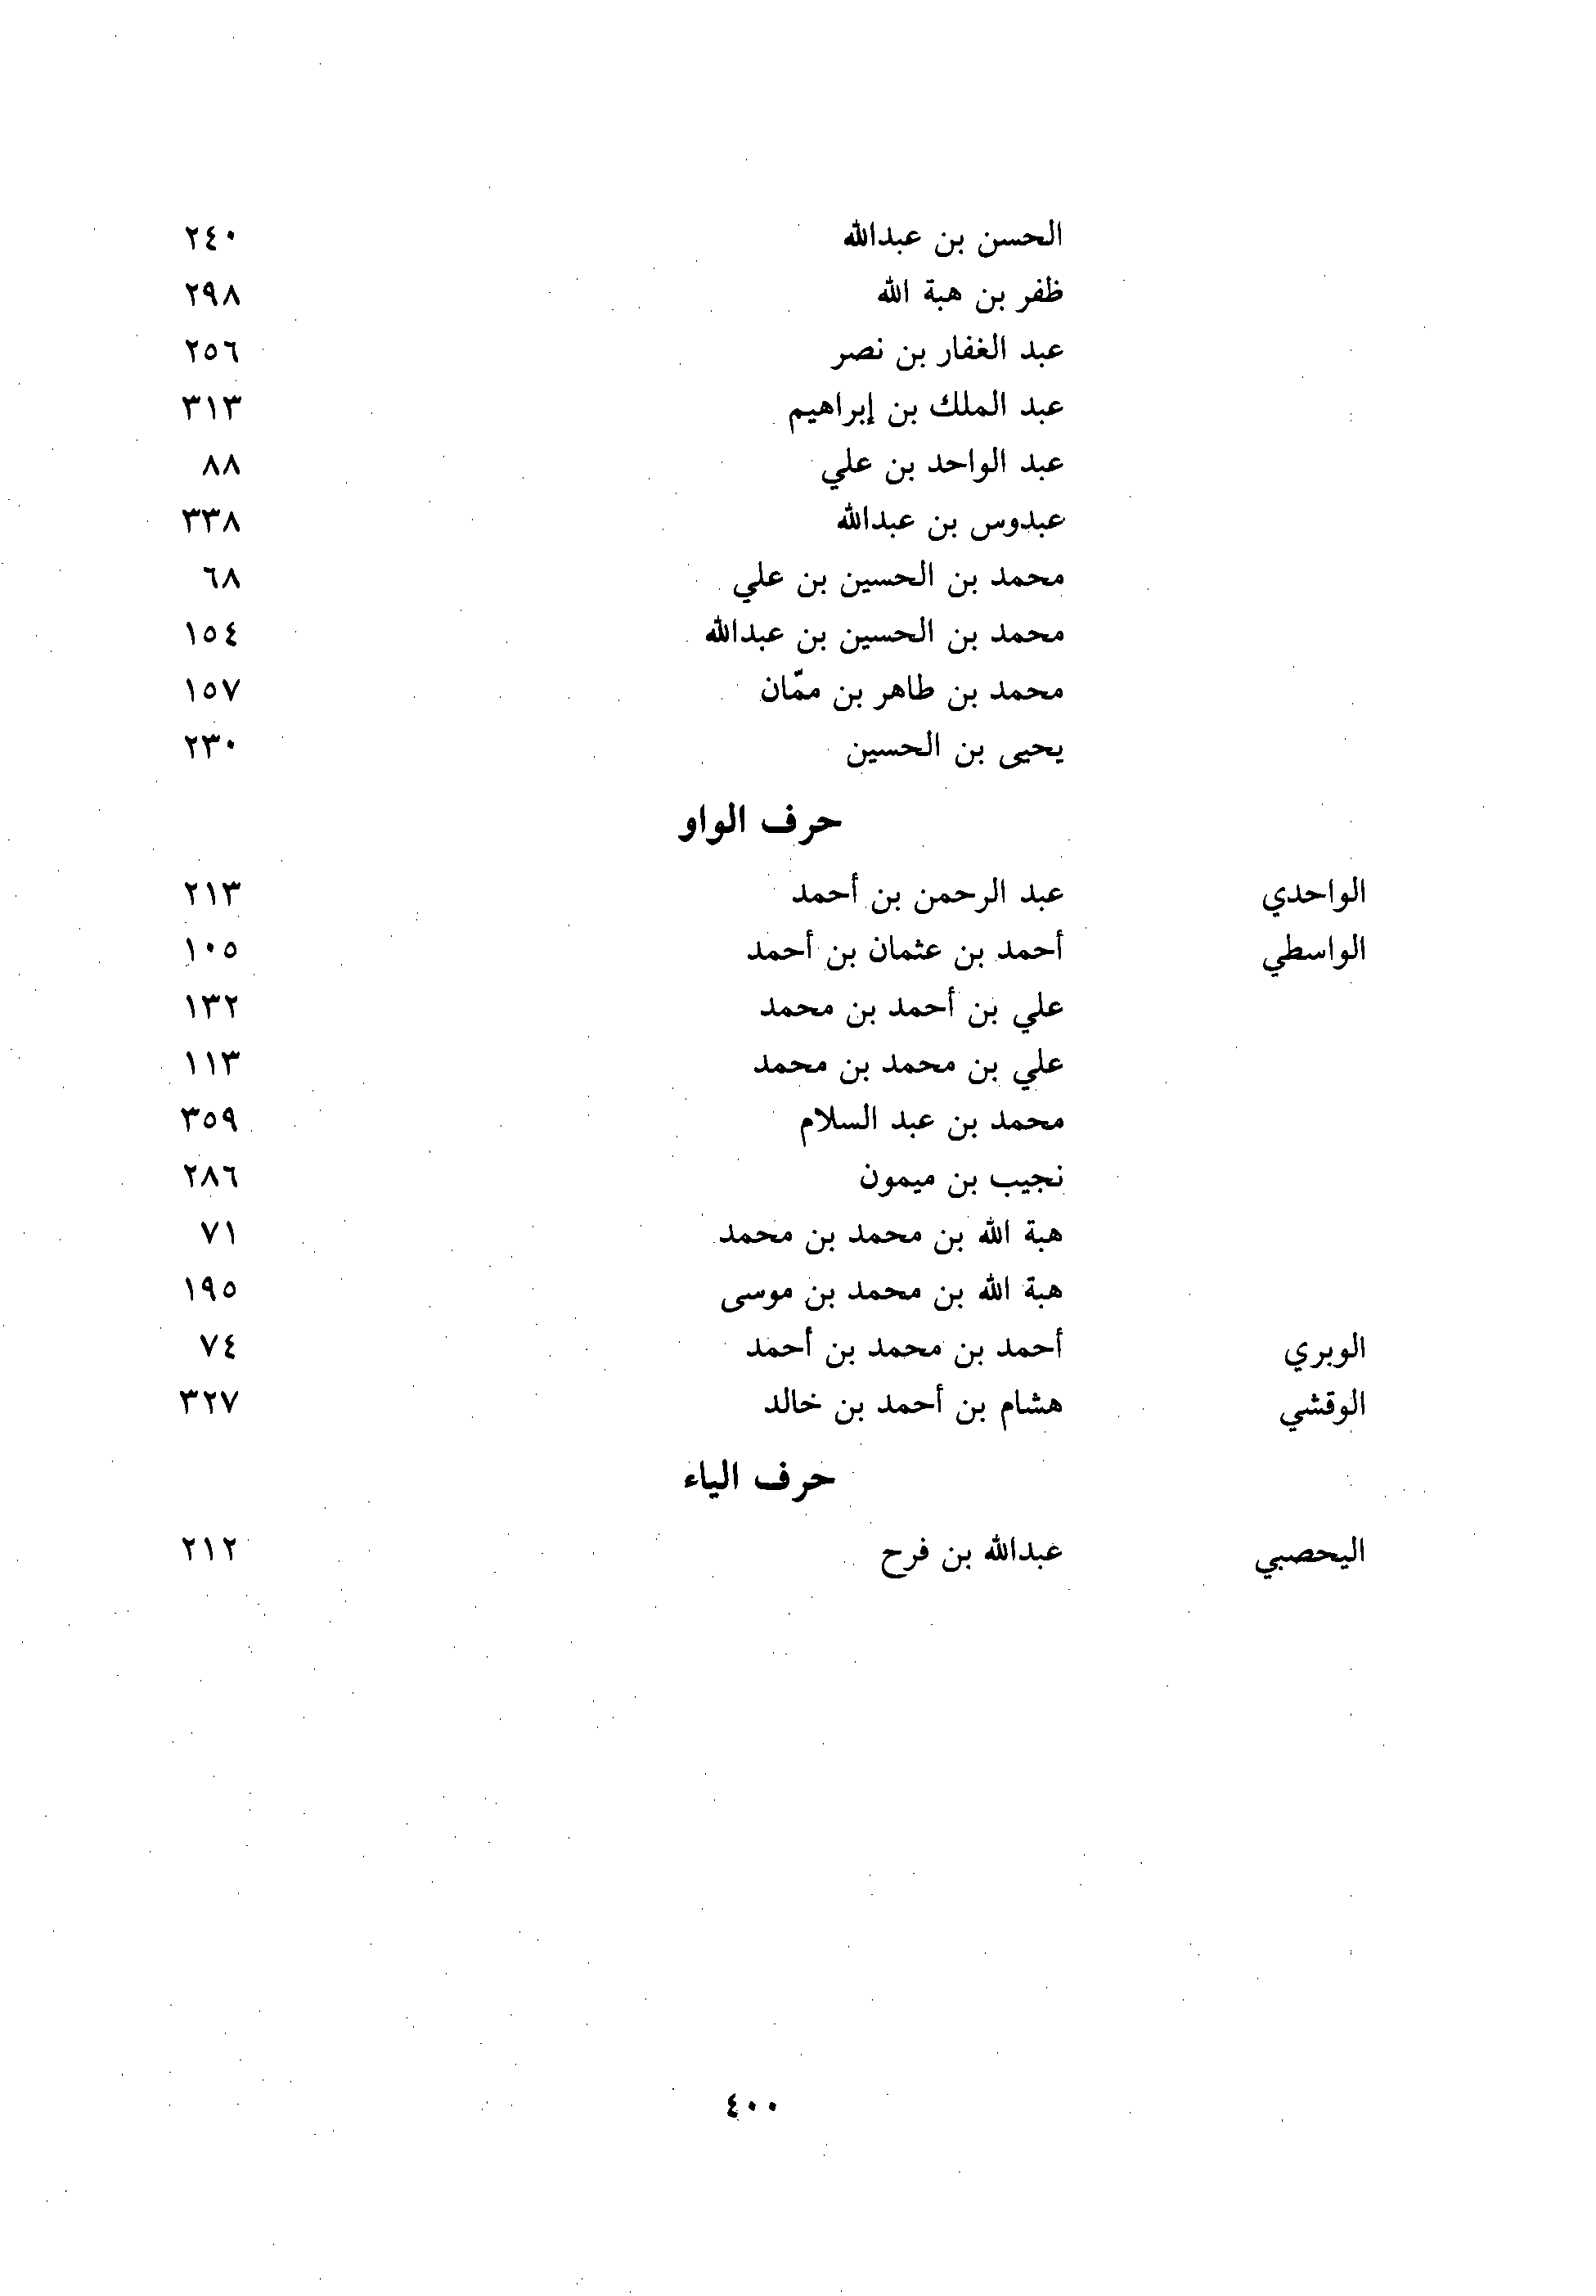 الحسن بن عبدالله ٢٤٠
ظفر بن هبة الله ٢٩٨
عبد الغفار بن نصر ٢٥٦
عبد الملك بن إبراهيم ٣١٣
عبد الواحد بن علي ٨٨
عبدوس بن عبدالله ٣٣٨
محمد بن الحسين بن علي ٦٨
محمد بن الحسين بن عبدالله ١٥٤
محمد بن طاهر بن ممّان ١٥٧
يحيى بن الحسين ٢٣٠
حرف الواو
الواحدي عبد الرحمن بن أحمد ٢١٣
الواسطي أحمد بن عثمان بن أحمد ١٠٥
علي بن أحمد بن محمد ١٣٢
علي بن محمد بن محمد ١١٣
محمد بن عبد السلام ٣٥٩
نجيب بن ميمون ٢٨٦
هبة الله بن محمد بن محمد ٧١
هبة الله بن محمد بن موسى ١٩٥
الوبري أحمد بن محمد بن أحمد ٧٤
الوقشي هشام بن أحمد بن خالد ٣٢٧
حرف الياء
اليحصبي عبدالله بن فرح ٢١٢
٤٠٠